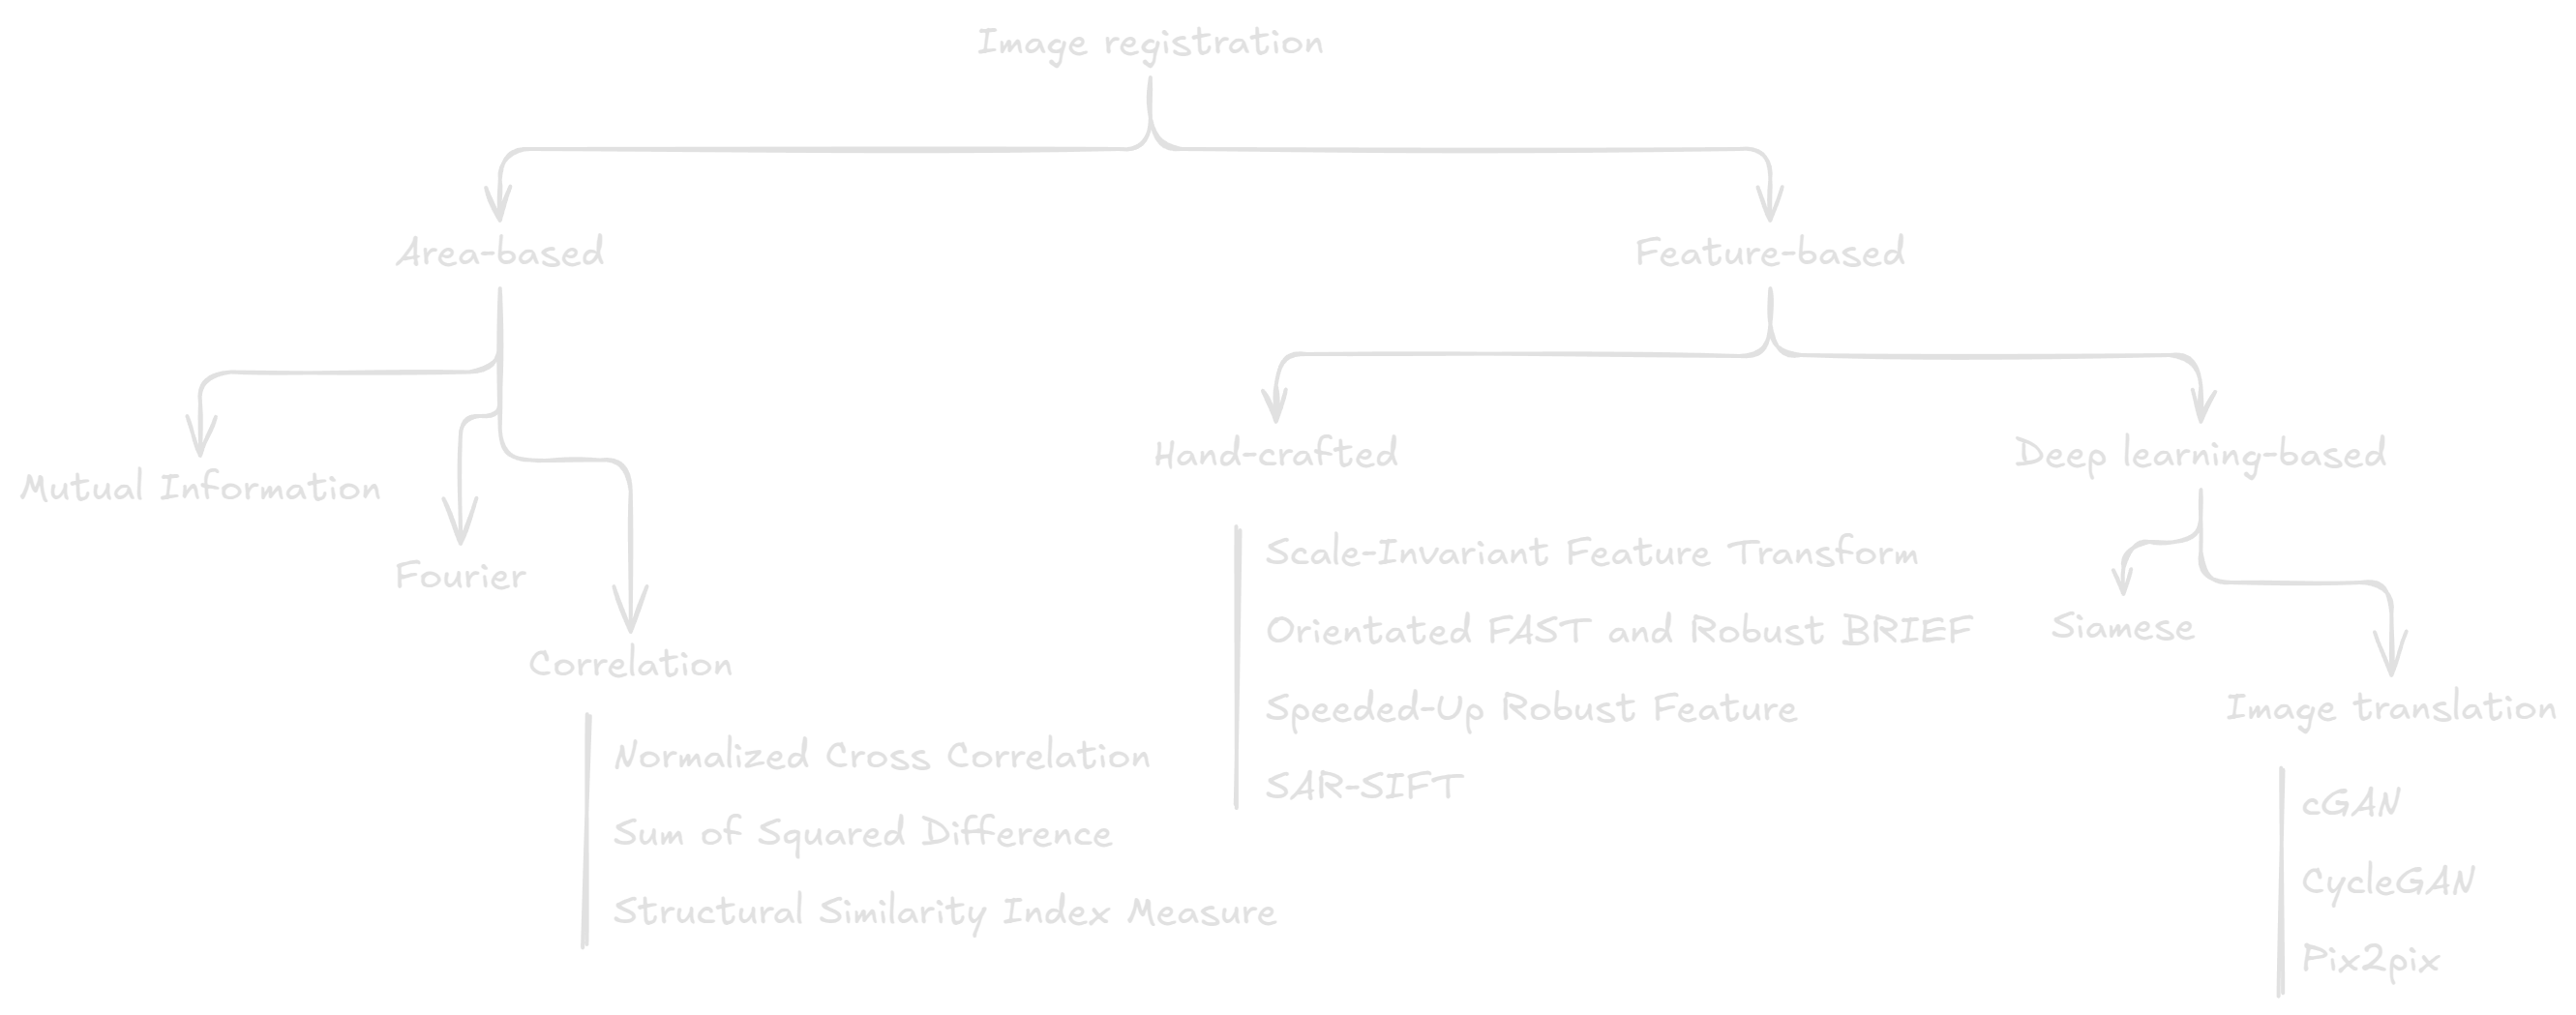 Image registration
Area-based
Feature-based
Mutual Information
Fourier
Correlation
Normalized Cross Correlation
Sum of Squared Difference
Structural Similarity Index Measure
Hand-crafted
Scale-Invariant Feature Transform
Orientated FAST and Robust BRIEF
Speeded-Up Robust Feature
SAR-SIFT
Deep learning-based
Siamese
Image translation
cGAN
CycleGAN
Pix2pix